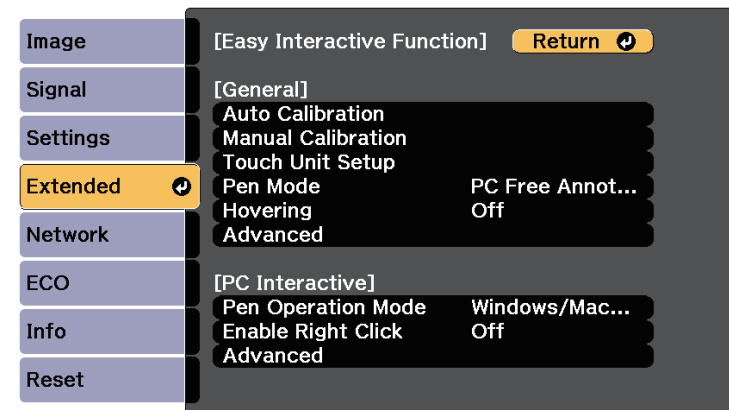 Image
Signal
Settings
Extended
Network
ECO
Info
Reset
[Easy Interactive Function] Return
[General]
Auto Calibration
Manual Calibration
Touch Unit Setup
Pen Mode PC Free Annot...
Hovering Off
Advanced
[PC Interactive]
Pen Operation Mode Windows/Mac...
Enable Right Click Off
Advanced